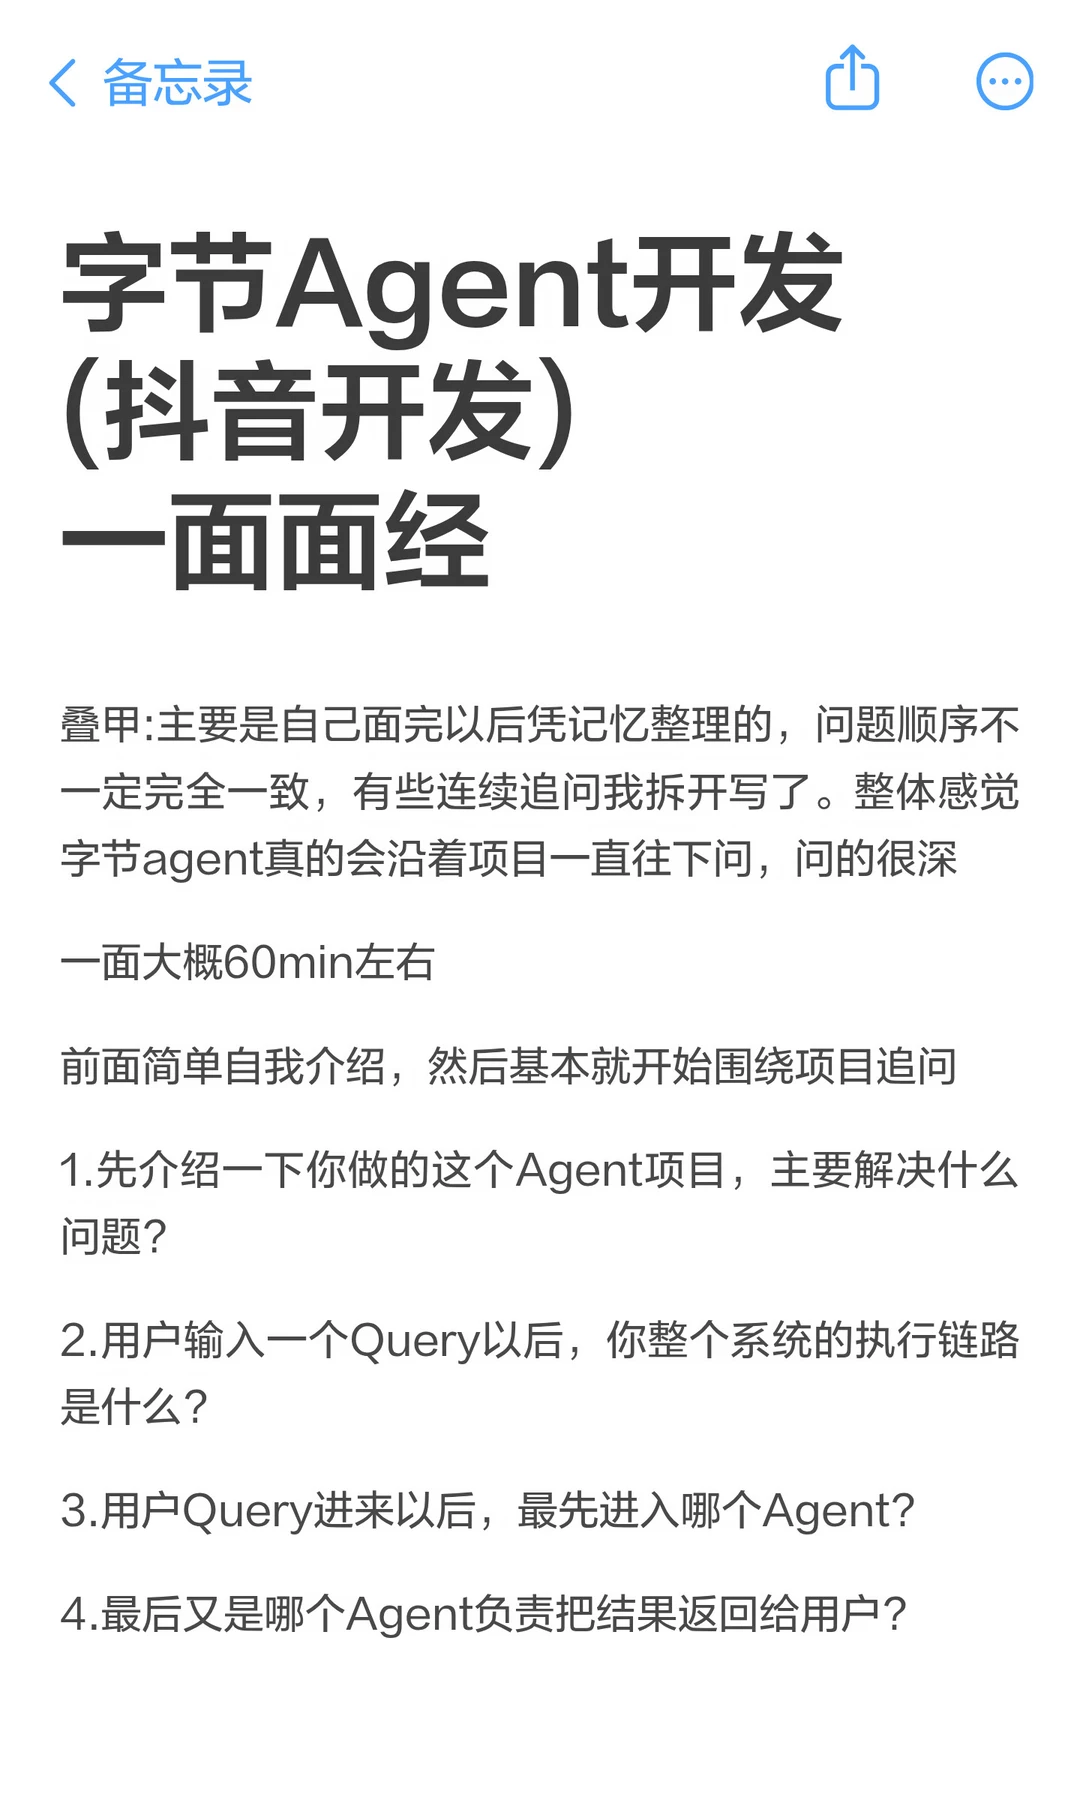 备忘录
字节Agent开发
(抖音开发)
一面面经
叠甲:主要是自己面完以后凭记忆整理的，问题顺序不
一定完全一致，有些连续追问我拆开写了。整体感觉
字节agent真的会沿着项目一直往下问，问的很深
一面大概60min左右
前面简单自我介绍，然后基本就开始围绕项目追问
1.先介绍一下你做的这个Agent项目，主要解决什么
问题?
2.用户输入一个Query以后，你整个系统的执行链路
是什么?
3.用户Query进来以后，最先进入哪个Agent?
4.最后又是哪个Agent负责把结果返回给用户?